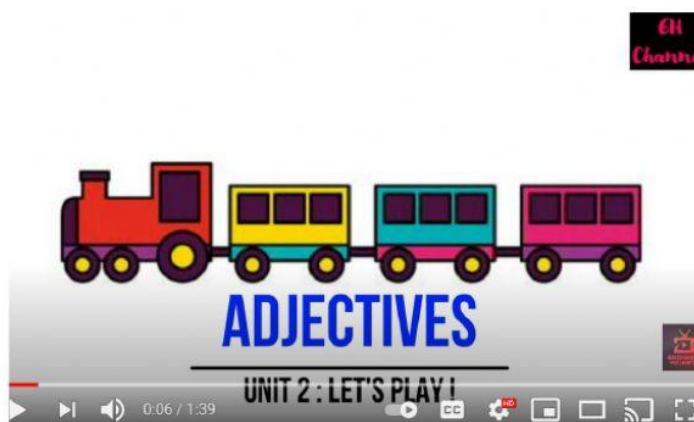 6H
Channe
ADJECTIVES
UNIT 2 : LET'S PLAY !
0:06 / 1:39
CC
HD